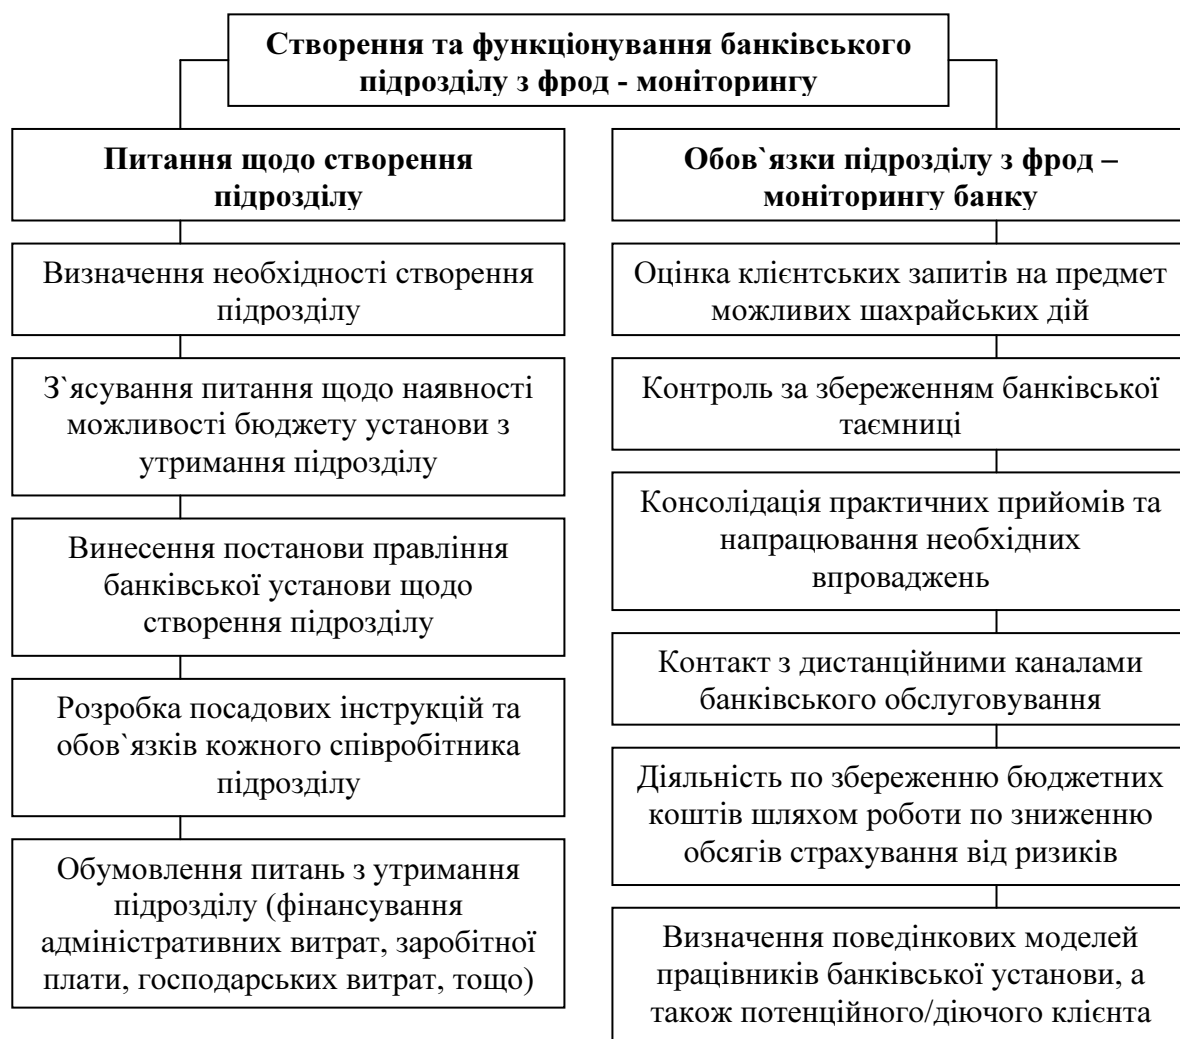 Створення та функціонування банківського
підрозділу з фрод - моніторингу
Питання щодо створення
підрозділу
Визначення необхідності створення
підрозділу
З`ясування питання щодо наявності
можливості бюджету установи з
утримання підрозділу
Винесення постанови правління
банківської установи щодо
створення підрозділу
Розробка посадових інструкцій та
обов`язків кожного співробітника
підрозділу
Обумовлення питань з утримання
підрозділу (фінансування
адміністративних витрат, заробітної
плати, господарських витрат, тощо)
Обов`язки підрозділу з фрод –
моніторингу банку
Оцінка клієнтських запитів на предмет
можливих шахрайських дій
Контроль за збереженням банківської
таємниці
Консолідація практичних прийомів та
напрацювання необхідних
впроваджень
Контакт з дистанційними каналами
банківського обслуговування
Діяльність по збереженню бюджетних
коштів шляхом роботи по зниженню
обсягів страхування від ризиків
Визначення поведінкових моделей
працівників банківської установи, а
також потенційного/діючого клієнта